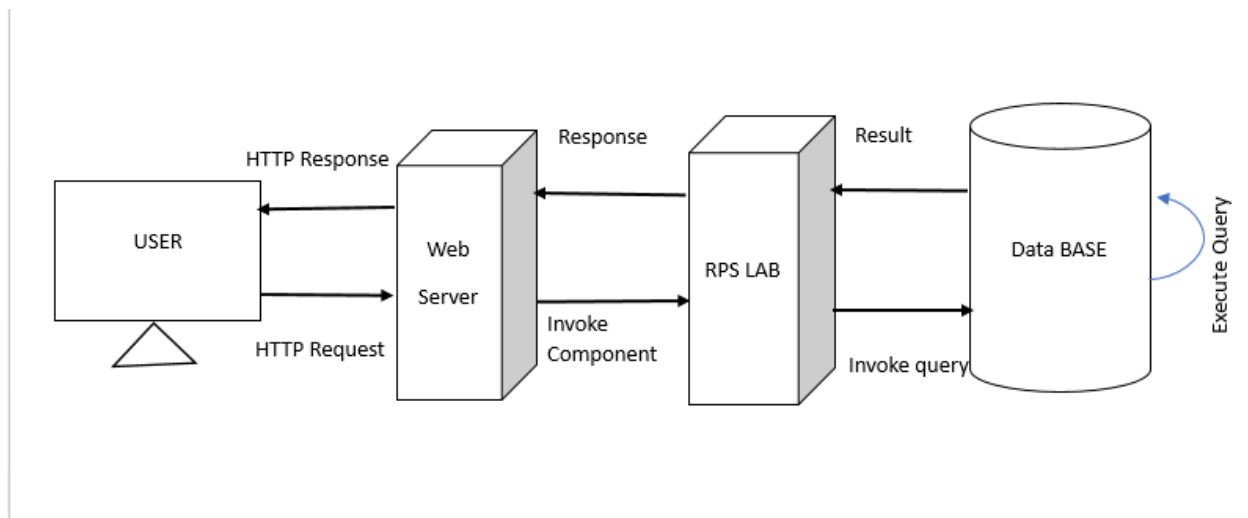 HTTP Response
Response
Result
USER
Web
Server
RPS LAB
Data BASE
Execute Query
HTTP Request
Invoke
Component
Invoke query